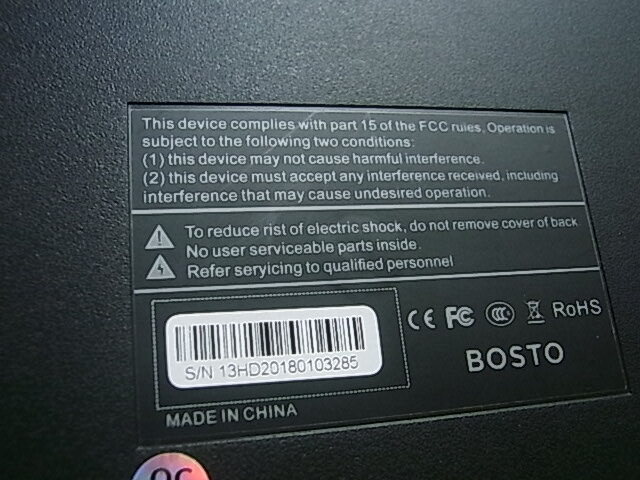 This device complies with part 15 of the FCC rules. Operation is
subject to the following two conditions:
(1) this device may not cause harmful interference.
(2) this device must accept any interference received, including
interference that may cause undesired operation.
To reduce rist of electric shock, do not remove cover of back
No user serviceable parts inside.
Refer servicing to qualified personnel
S/N 13HD20180103285
CE FC CCC RoHS
BOSTO
MADE IN CHINA
QC